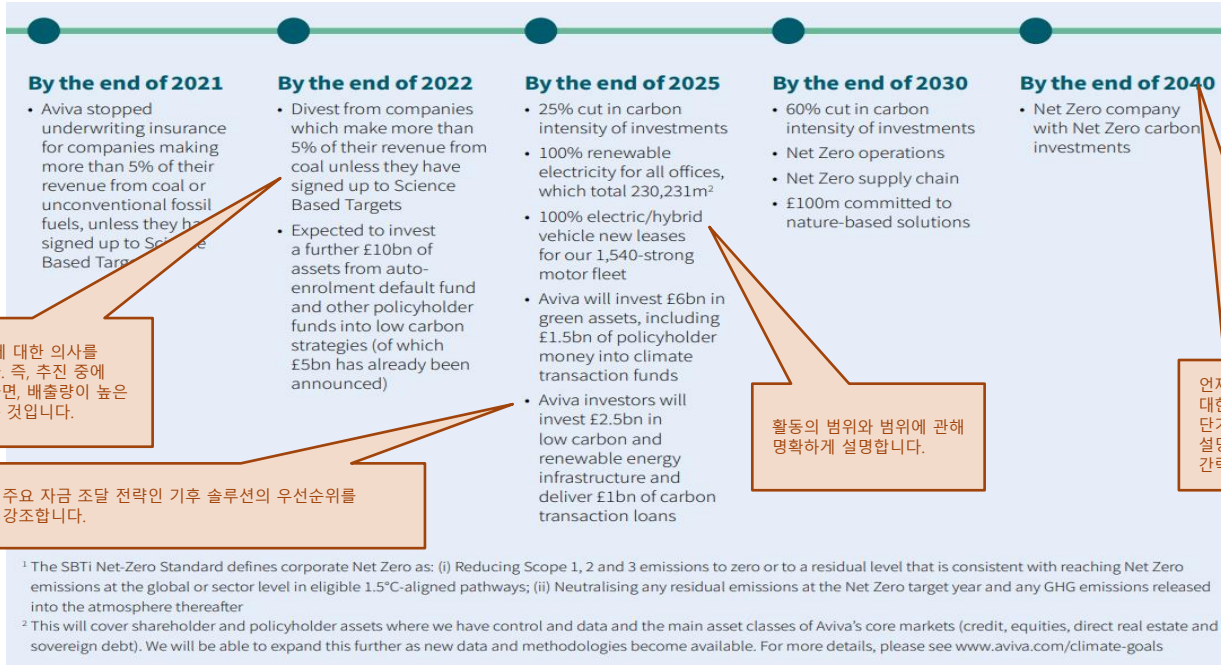 By the end of 2021
• Aviva stopped
underwriting insurance
for companies making
more than 5% of their
revenue from coal or
unconventional fossil
fuels, unless they
signed up to
Based
By the end of 2022
• Divest from companies
which make more than
5% of their revenue from
coal unless they have
signed up to Science
Based Targets
• Expected to invest
a further £10bn of
assets from auto-
enrolment default fund
and other policyholder
funds into low carbon
strategies (of which
£5bn has already been
announced)
By the end of 2025
• 25% cut in carbon
intensity of investments
• 100% renewable
electricity for all offices,
which total 230,231m²
• 100% electric/hybrid
vehicle new leases
for our 1,540-strong
motor fleet
• Aviva will invest £6bn in
green assets, including
£1.5bn of policyholder
money into climate
transaction funds
• Aviva investors will
invest £2.5bn in
low carbon and
renewable energy
infrastructure and
deliver £1bn of carbon
transaction loans
By the end of 2030
• 60% cut in carbon
intensity of investments
• Net Zero operations
• Net Zero supply chain
• £100m committed to
nature-based solutions
By the end of 2040
• Net Zero company
with Net Zero carbon
investments
대한 의사를
즉, 추진 중에
배출량이 높은
것입니다.
주요 자금 조달 전략인 기후 솔루션의 우선순위를
강조합니다.
활동의 범위와 범위에 관해
명확하게 설명합니다.
¹ The SBTi Net-Zero Standard defines corporate Net Zero as: (i) Reducing Scope 1, 2 and 3 emissions to zero or to a residual level that is consistent with reaching Net Zero
emissions at the global or sector level in eligible 1.5°C-aligned pathways; (ii) Neutralising any residual emissions at the Net Zero target year and any GHG emissions released
into the atmosphere thereafter
² This will cover shareholder and policyholder assets where we have control and data and the main asset classes of Aviva's core markets (credit, equities, direct real estate and
sovereign debt). We will be able to expand this further as new data and methodologies become available. For more details, please see www.aviva.com/climate-goals